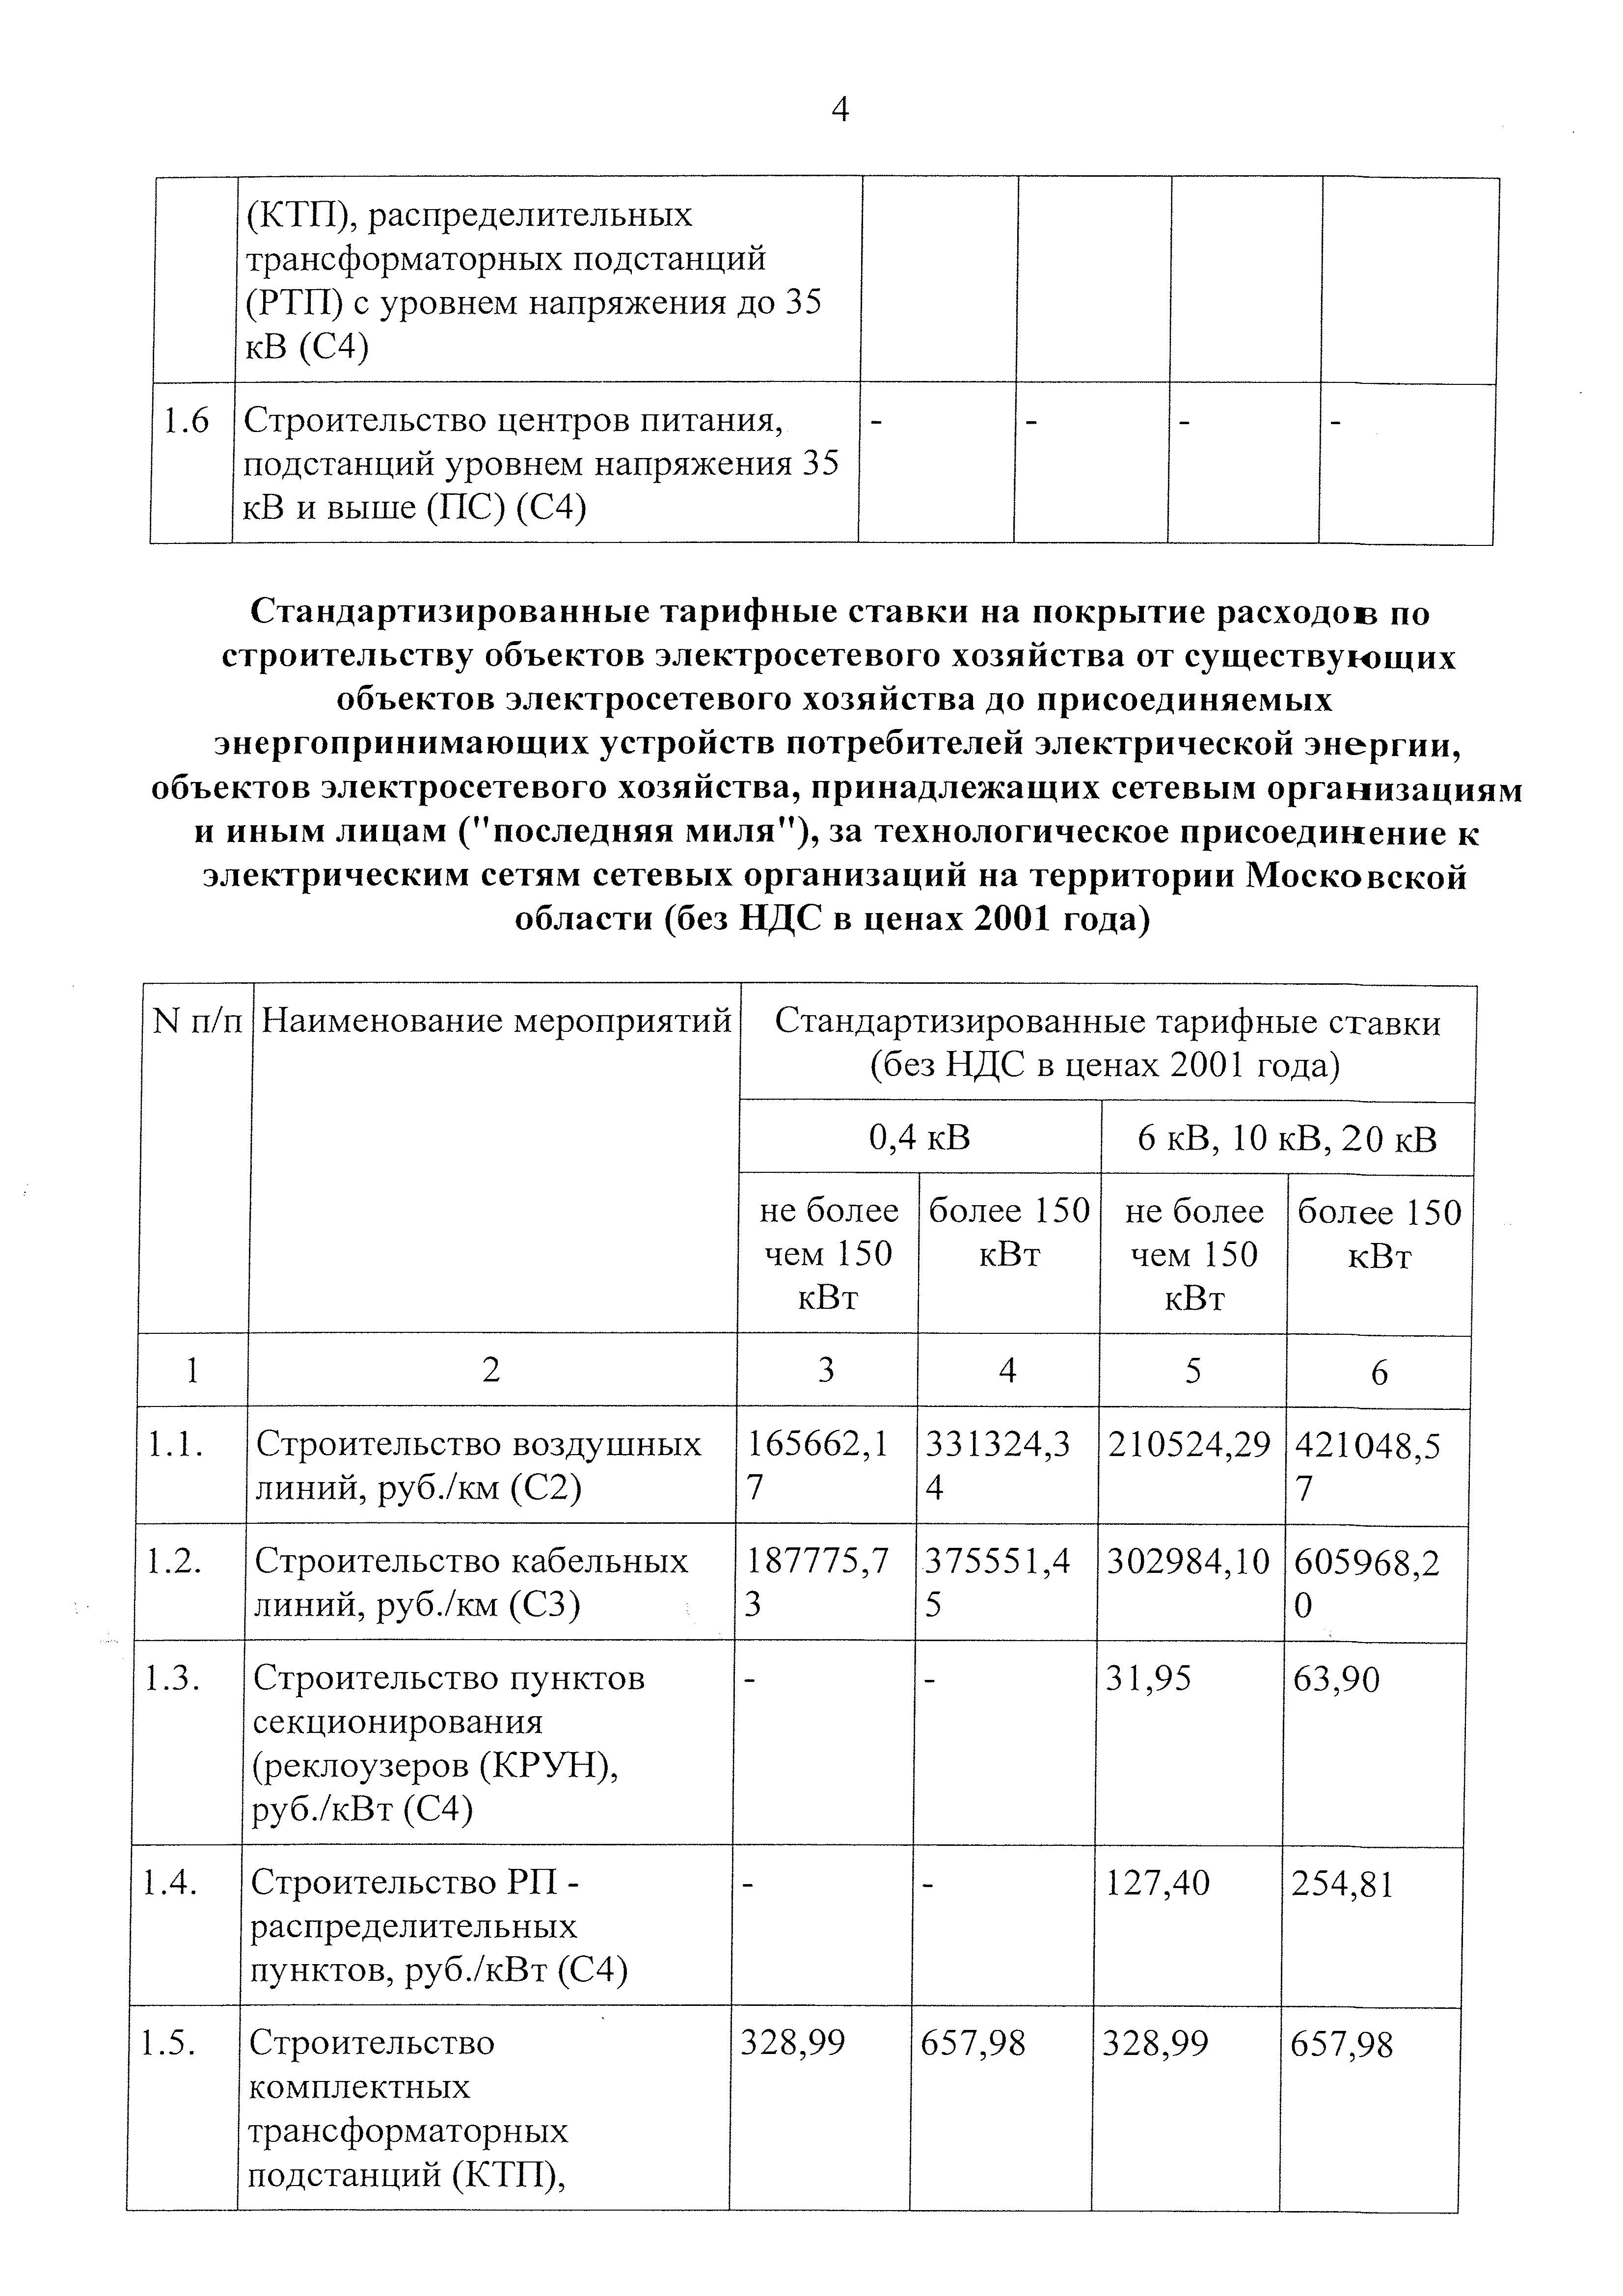 4
(КТП), распределительных
трансформаторных подстанций
(РТП) с уровнем напряжения до 35
кВ (С4)
1.6 Строительство центров питания, - - - -
подстанций уровнем напряжения 35
кВ и выше (ПС) (С4)
Стандартизированные тарифные ставки на покрытие расходов по
строительству объектов электросетевого хозяйства от существующих
объектов электросетевого хозяйства до присоединяемых
энергопринимающих устройств потребителей электрической энергии,
объектов электросетевого хозяйства, принадлежащих сетевым организациям
и иным лицам ("последняя миля"), за технологическое присоединение к
электрическим сетям сетевых организаций на территории Московской
области (без НДС в ценах 2001 года)
N п/п Наименование мероприятий Стандартизированные тарифные ставки
(без НДС в ценах 2001 года)
0,4 кВ 6 кВ, 10 кВ, 20 кВ
не более более 150 не более более 150
чем 150 кВт чем 150 кВт
кВт кВт
1 2 3 4 5 6
1.1. Строительство воздушных 165662,1 331324,3 210524,29 421048,5
линий, руб./км (С2) 7 4 7
1.2. Строительство кабельных 187775,7 375551,4 302984,10 605968,2
линий, руб./км (С3) 3 5 0
1.3. Строительство пунктов - - 31,95 63,90
секционирования
(реклоузеров (КРУН),
руб./кВт (С4)
1.4. Строительство РП - - - 127,40 254,81
распределительных
пунктов, руб./кВт (С4)
1.5. Строительство 328,99 657,98 328,99 657,98
комплектных
трансформаторных
подстанций (КТП),